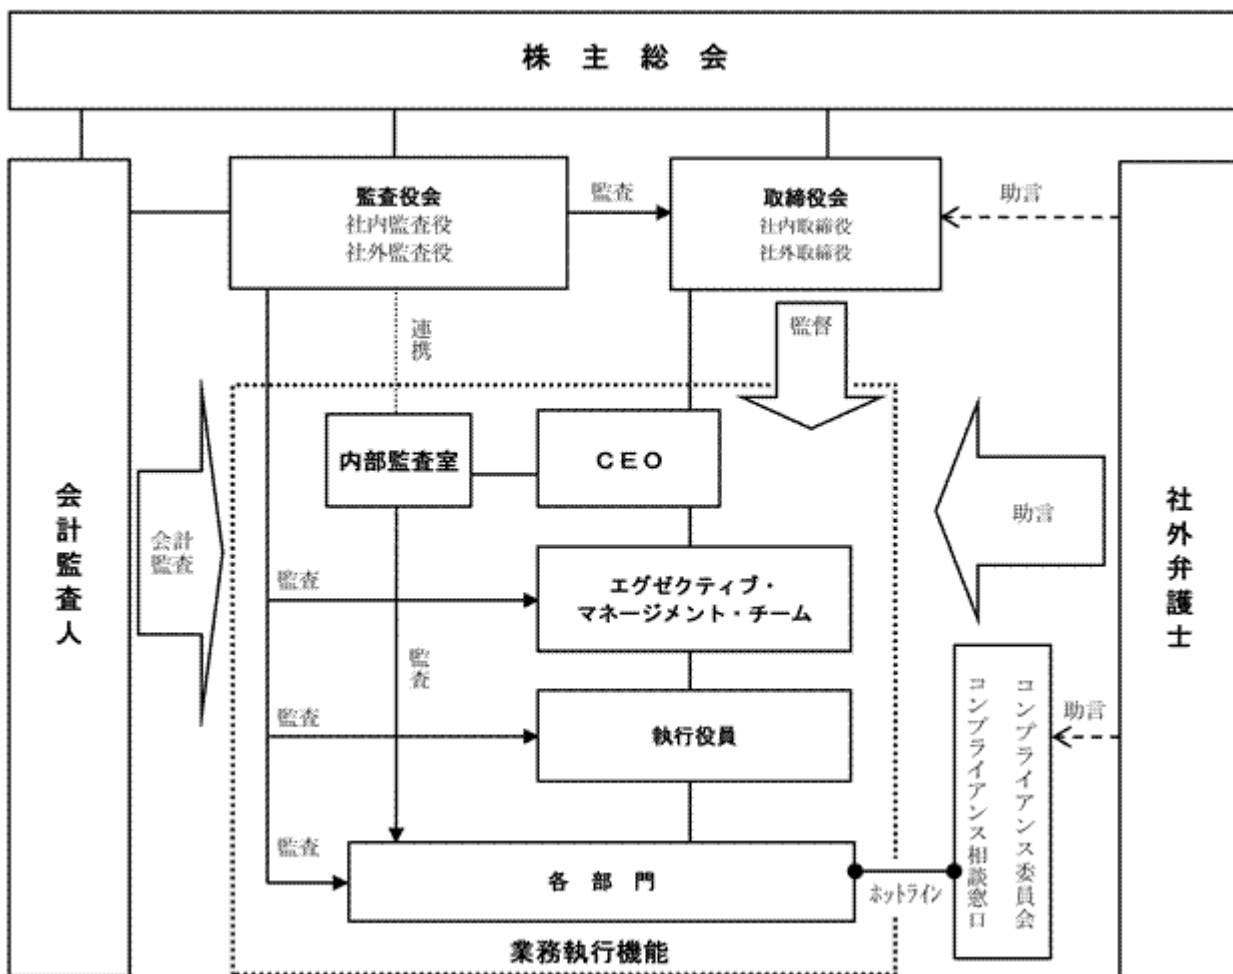 株 主 総 会
監査役会
社内監査役
社外監査役
監査
取締役会
社内取締役
社外取締役
助言
連携
監督
内部監査室
CEO
会計監査人
会計
監査
助言
社外弁護士
監査
エグゼクティブ・
マネージメント・チーム
監査
監査
執行役員
コンプライアンス委員会
コンプライアンス相談窓口
助言
監査
各 部 門
ホットライン
業務執行機能